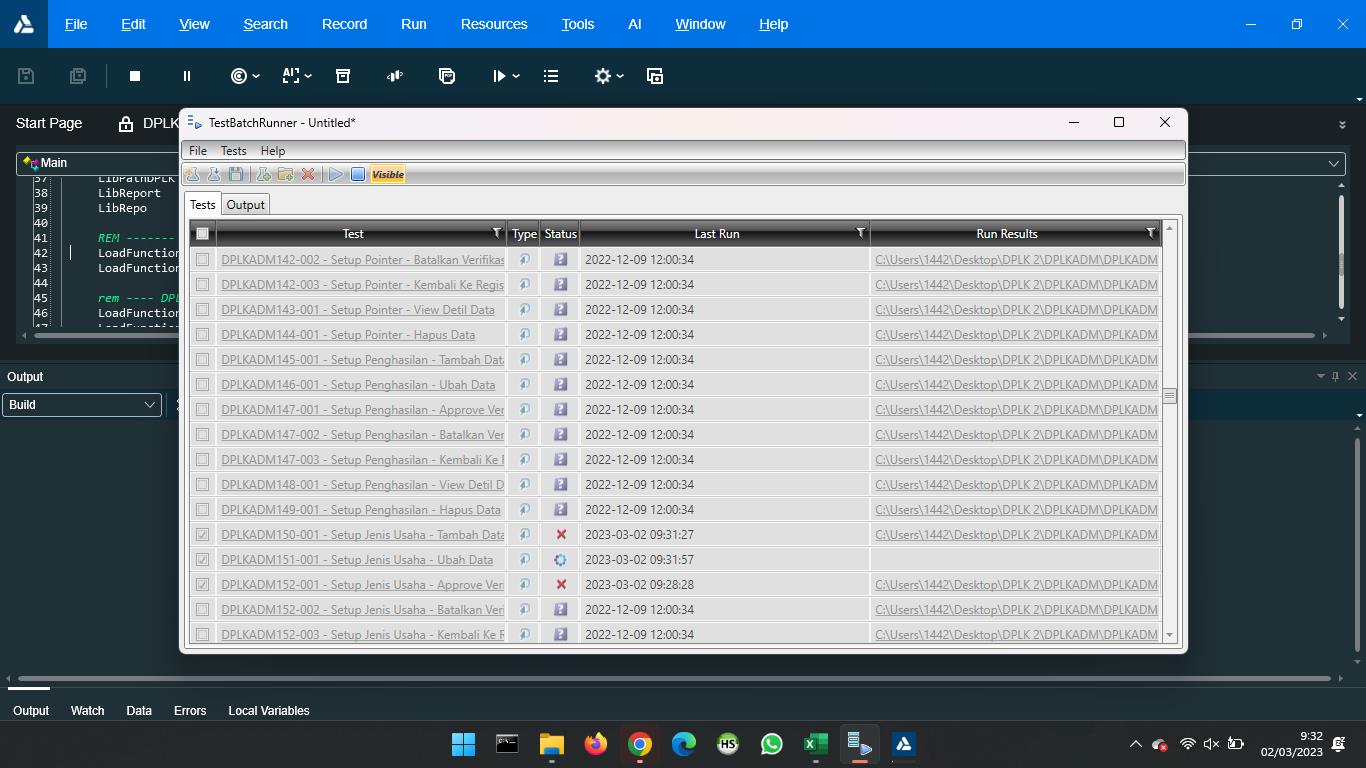 File Edit View Search Record Run Resources Tools AI Window Help
Start Page DPLK
TestBatchRunner - Untitled*
File Tests Help
Visible
Main
Tests Output
Test Type Status Last Run Run Results
38 LibReport
39 LibRepo
40
41 REM -------
42 LoadFunction
43 LoadFunction
44
45 rem ---- DPL
46 LoadFunction
DPLKADM142-002 - Setup Pointer - Batalkan Verifikas 2022-12-09 12:00:34 C:\Users\1442\Desktop\DPLK 2\DPLKADM\DPLKADM
DPLKADM142-003 - Setup Pointer - Kembali Ke Regis 2022-12-09 12:00:34 C:\Users\1442\Desktop\DPLK 2\DPLKADM\DPLKADM
DPLKADM143-001 - Setup Pointer - View Detil Data 2022-12-09 12:00:34 C:\Users\1442\Desktop\DPLK 2\DPLKADM\DPLKADM
DPLKADM144-001 - Setup Pointer - Hapus Data 2022-12-09 12:00:34 C:\Users\1442\Desktop\DPLK 2\DPLKADM\DPLKADM
DPLKADM145-001 - Setup Penghasilan - Tambah Dat 2022-12-09 12:00:34 C:\Users\1442\Desktop\DPLK 2\DPLKADM\DPLKADM
DPLKADM146-001 - Setup Penghasilan - Ubah Data 2022-12-09 12:00:34 C:\Users\1442\Desktop\DPLK 2\DPLKADM\DPLKADM
DPLKADM147-001 - Setup Penghasilan - Approve Ver 2022-12-09 12:00:34 C:\Users\1442\Desktop\DPLK 2\DPLKADM\DPLKADM
DPLKADM147-002 - Setup Penghasilan - Batalkan Ver 2022-12-09 12:00:34 C:\Users\1442\Desktop\DPLK 2\DPLKADM\DPLKADM
DPLKADM147-003 - Setup Penghasilan - Kembali Ke 2022-12-09 12:00:34 C:\Users\1442\Desktop\DPLK 2\DPLKADM\DPLKADM
DPLKADM148-001 - Setup Penghasilan - View Detil D 2022-12-09 12:00:34 C:\Users\1442\Desktop\DPLK 2\DPLKADM\DPLKADM
DPLKADM149-001 - Setup Penghasilan - Hapus Data 2022-12-09 12:00:34 C:\Users\1442\Desktop\DPLK 2\DPLKADM\DPLKADM
DPLKADM150-001 - Setup Jenis Usaha - Tambah Data 2023-03-02 09:31:27 C:\Users\1442\Desktop\DPLK 2\DPLKADM\DPLKADM
DPLKADM151-001 - Setup Jenis Usaha - Ubah Data 2023-03-02 09:31:57
DPLKADM152-001 - Setup Jenis Usaha - Approve Veri 2023-03-02 09:28:28 C:\Users\1442\Desktop\DPLK 2\DPLKADM\DPLKADM
DPLKADM152-002 - Setup Jenis Usaha - Batalkan Veri 2022-12-09 12:00:34 C:\Users\1442\Desktop\DPLK 2\DPLKADM\DPLKADM
DPLKADM152-003 - Setup Jenis Usaha - Kembali Ke R 2022-12-09 12:00:34 C:\Users\1442\Desktop\DPLK 2\DPLKADM\DPLKADM
Output
Build
Output Watch Data Errors Local Variables
HS
9:32
02/03/2023